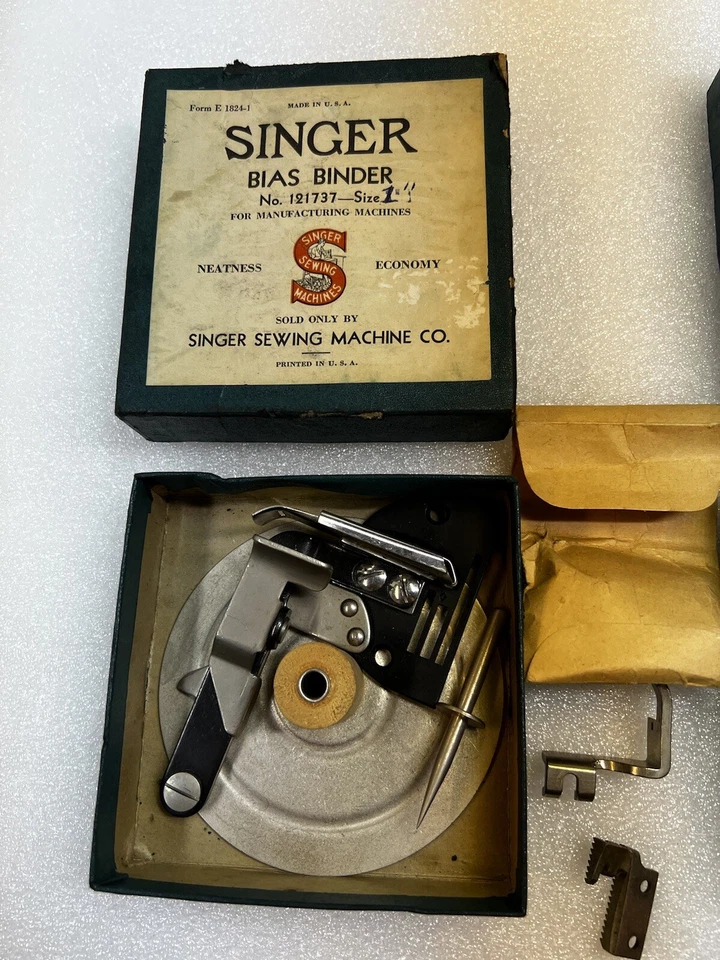 Form E 1824-1
MADE IN U. S. A.
SINGER
BIAS BINDER
No. 121737—Size 1"
FOR MANUFACTURING MACHINES
NEATNESS
SINGER
SEWING
MACHINES
ECONOMY
SOLD ONLY BY
SINGER SEWING MACHINE CO.
PRINTED IN U. S. A.